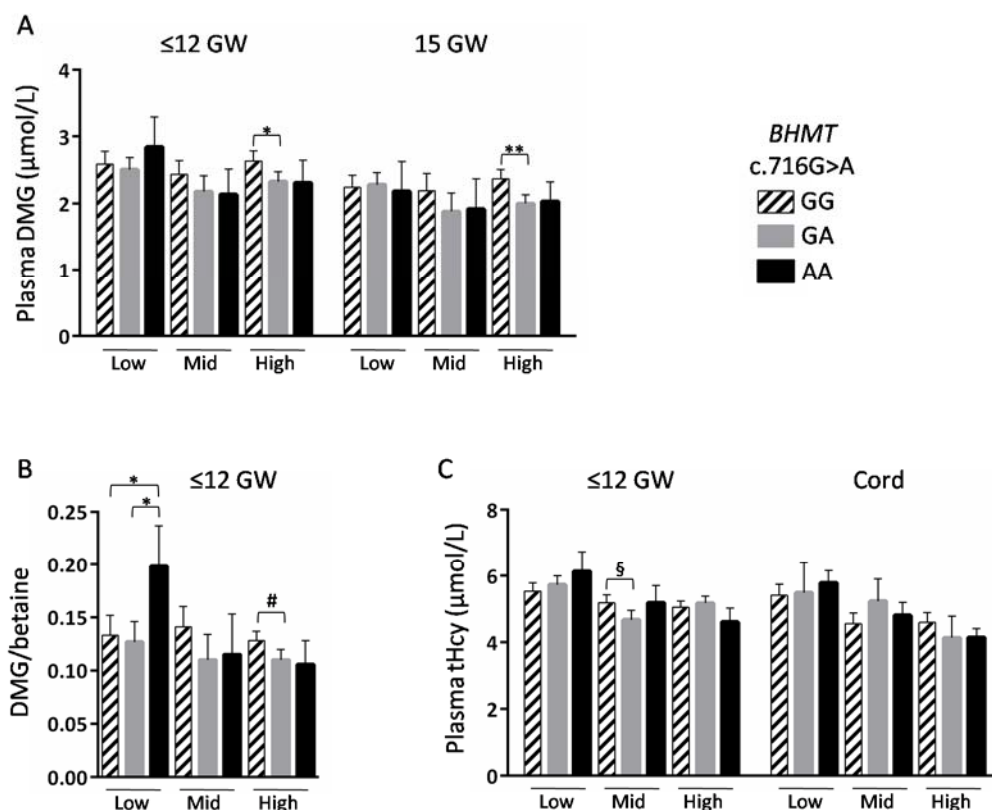 A
≤12 GW
15 GW
Plasma DMG (µmol/L)
4
3
2
1
0
*
**
Low
Mid
High
Low
Mid
High
BHMT
c.716G>A
GG
GA
AA
B
≤12 GW
DMG/betaine
0.25
0.20
0.15
0.10
0.05
0.00
*
*
#
Low
Mid
High
C
≤12 GW
Cord
Plasma tHcy (µmol/L)
8
6
4
2
0
§
Low
Mid
High
Low
Mid
High